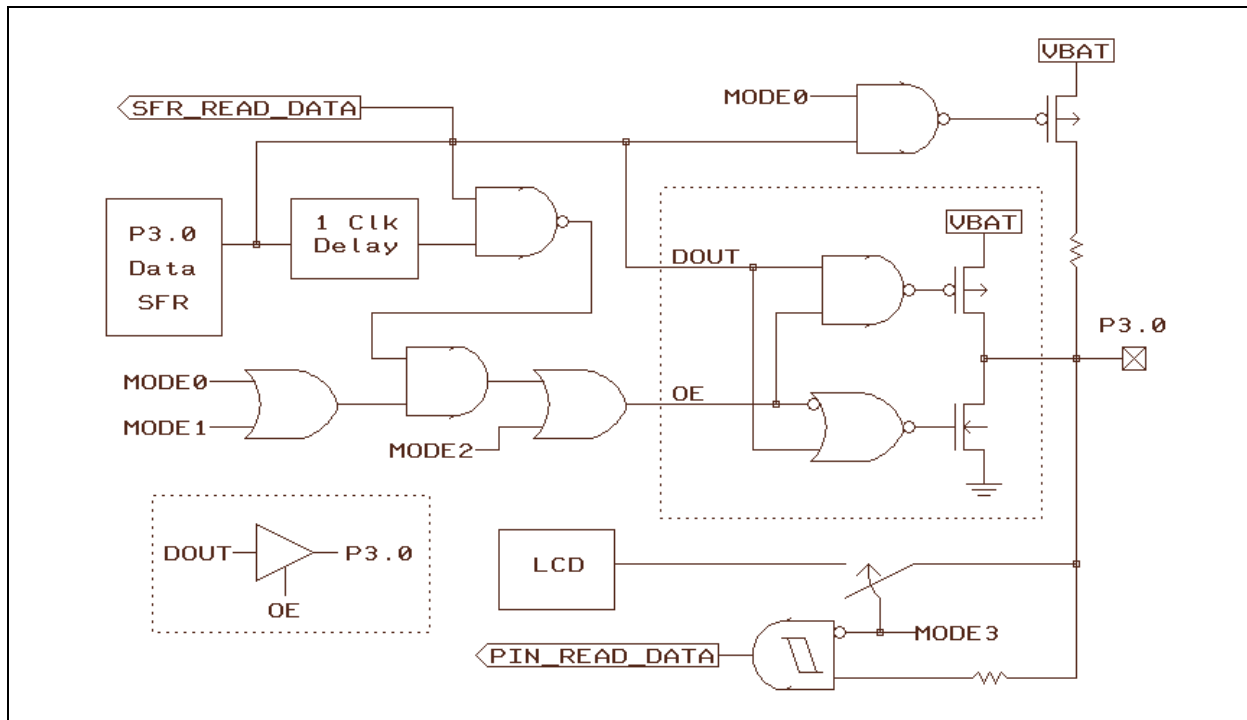 VBAT
MODE0
SFR_READ_DATA
P3.0
Data
SFR
1 Clk
Delay
VBAT
DOUT
P3.0
MODE0
MODE1
OE
MODE2
DOUT
P3.0
OE
LCD
MODE3
PIN_READ_DATA